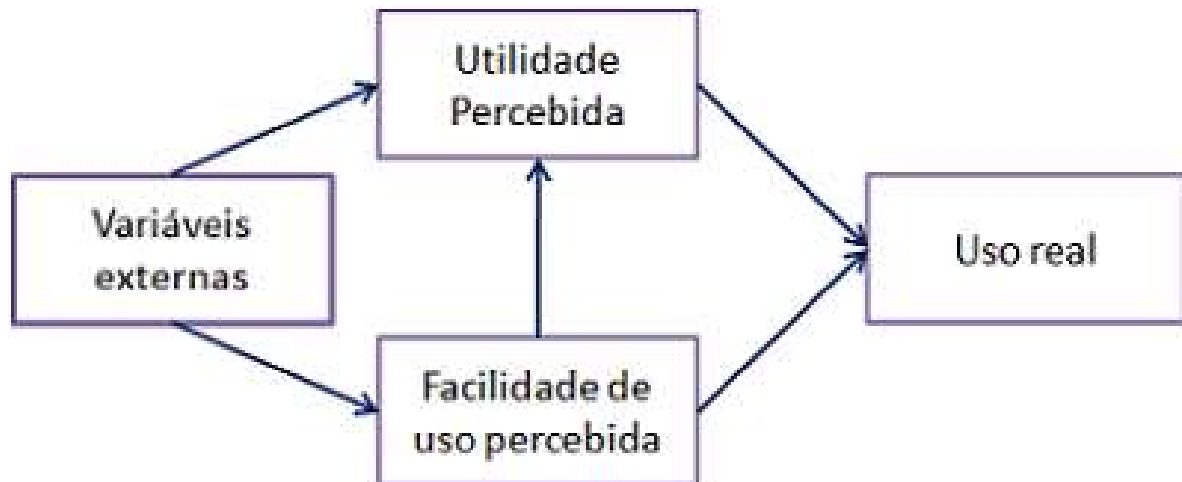 Utilidade
Percebida
Variáveis
externas
Uso real
Facilidade de
uso percebida